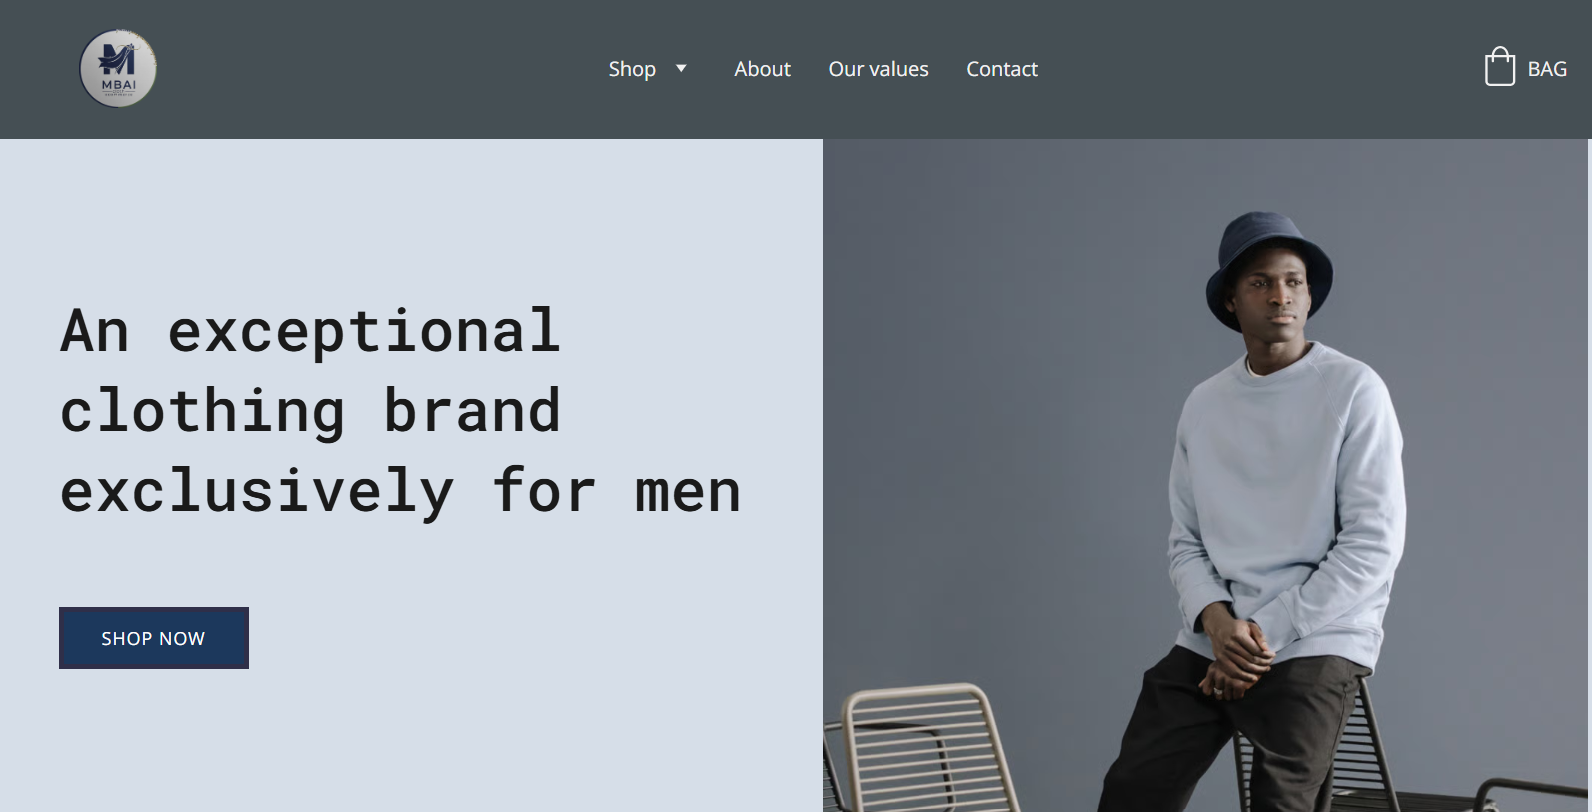 MBAI
Shop
About
Our values
Contact
BAG
An exceptional
clothing brand
exclusively for men
SHOP NOW